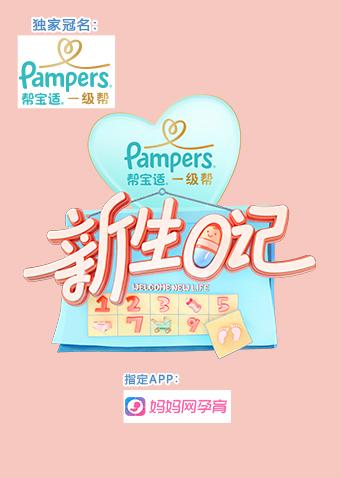 独家冠名：
Pampers®
帮宝适® 一级帮
Pampers®
帮宝适® 一级帮
新生日记
WELCOME NEW LIFE
1 2 3 4 5
7 9
指定APP：
妈妈网孕育